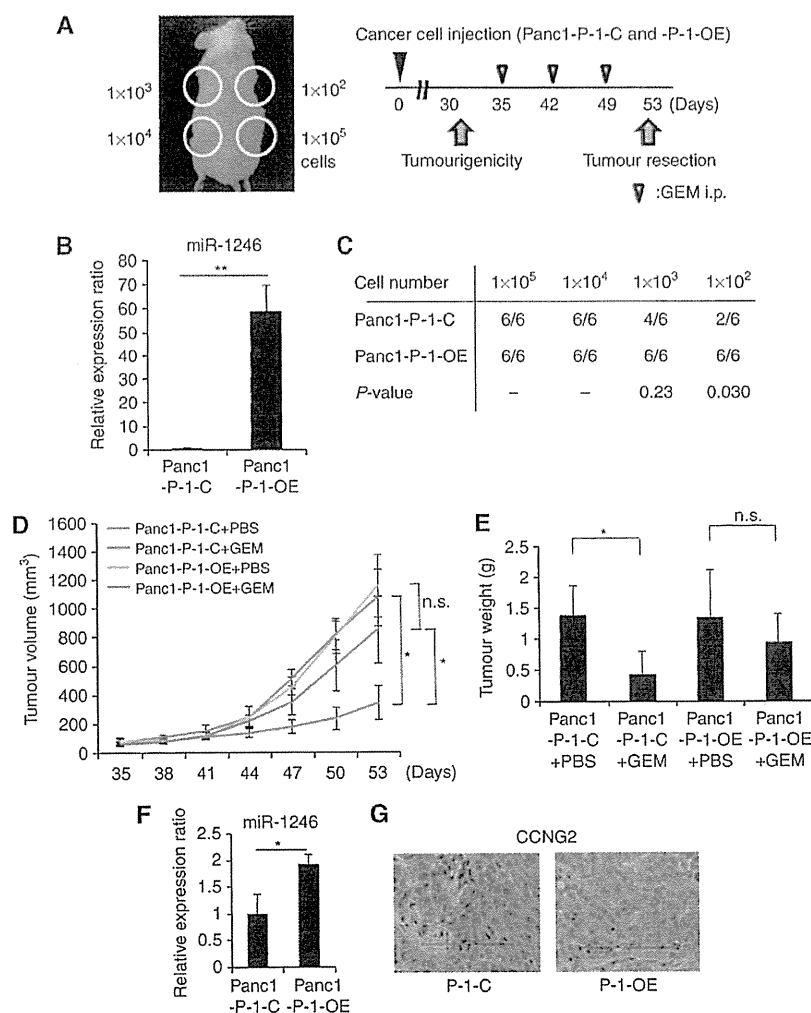 A
Cancer cell injection (Panc1-P-1-C and -P-1-OE)
1×10³
1×10²
1×10⁴
1×10⁵
cells
0 30 35 42 49 53 (Days)
Tumourigenicity
Tumour resection
:GEM i.p.
B
miR-1246
**
Relative expression ratio
80
70
60
50
40
30
20
10
0
Panc1
-P-1-C
Panc1
-P-1-OE
C
Cell number 1×10⁵ 1×10⁴ 1×10³ 1×10²
Panc1-P-1-C 6/6 6/6 4/6 2/6
Panc1-P-1-OE 6/6 6/6 6/6 6/6
P-value – – 0.23 0.030
D
Tumour volume (mm³)
1600
1400
1200
1000
800
600
400
200
0
Panc1-P-1-C+PBS
Panc1-P-1-C+GEM
Panc1-P-1-OE+PBS
Panc1-P-1-OE+GEM
n.s.
*
*
35 38 41 44 47 50 53 (Days)
E
n.s.
*
Tumour weight (g)
2.5
2
1.5
1
0.5
0
Panc1
-P-1-C
+PBS
Panc1
-P-1-C
+GEM
Panc1
-P-1-OE
+PBS
Panc1
-P-1-OE
+GEM
F
miR-1246
*
Relative expression ratio
2.5
2
1.5
1
0.5
0
Panc1
-P-1-C
Panc1
-P-1-OE
G
CCNG2
P-1-C
P-1-OE